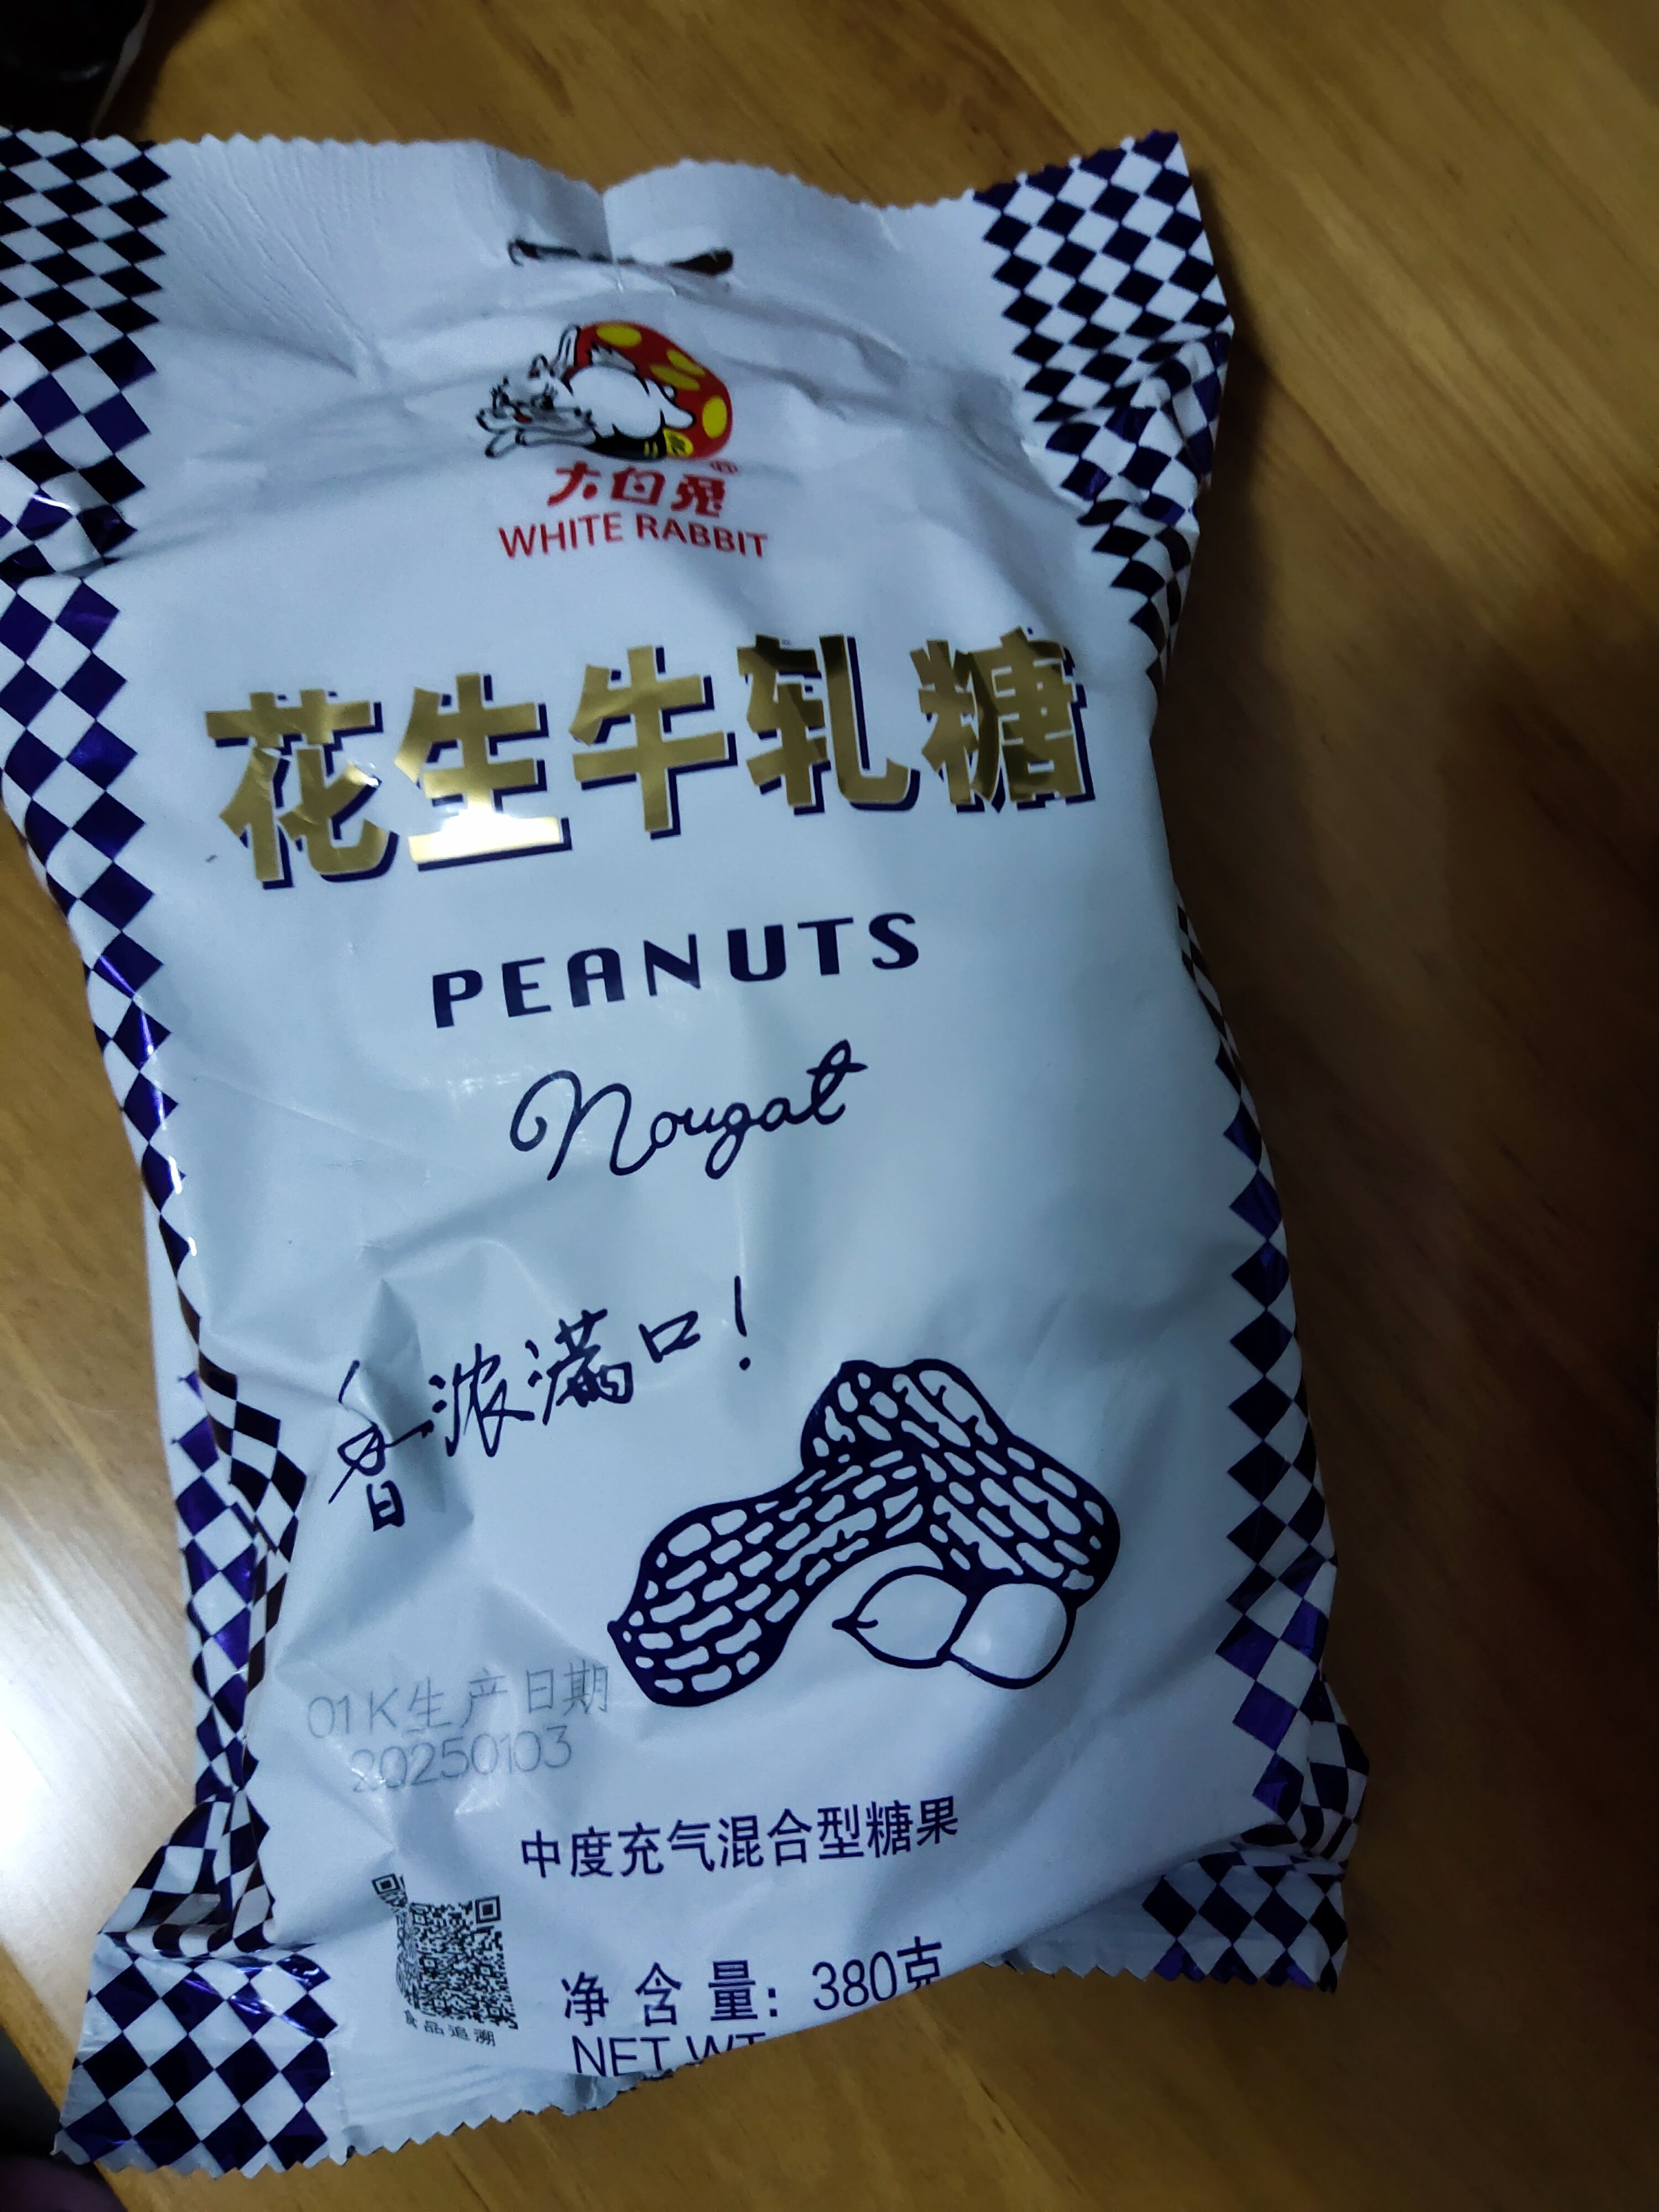 大白兔®
WHITE RABBIT
花生牛轧糖
PEANUTS
Nougat
香浓满口！
01K生产日期
20250103
中度充气混合型糖果
食品追溯
净含量：380克
NET WT